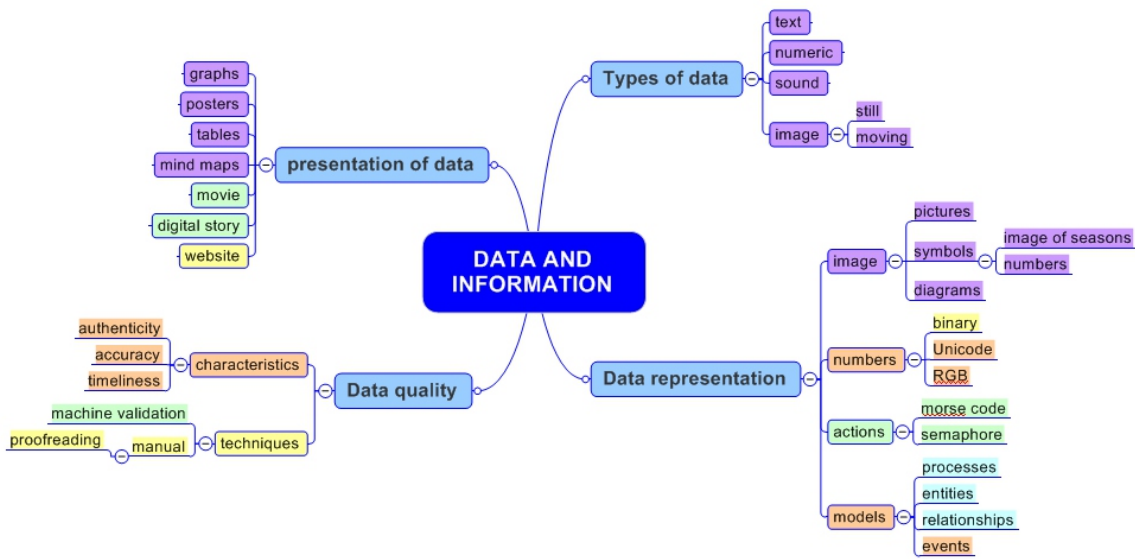 DATA AND
INFORMATION
Types of data
text
numeric
sound
image
still
moving
presentation of data
graphs
posters
tables
mind maps
movie
digital story
website
Data representation
image
pictures
symbols
image of seasons
numbers
diagrams
numbers
binary
Unicode
RGB
actions
morse code
semaphore
models
processes
entities
relationships
events
Data quality
characteristics
authenticity
accuracy
timeliness
techniques
machine validation
manual
proofreading